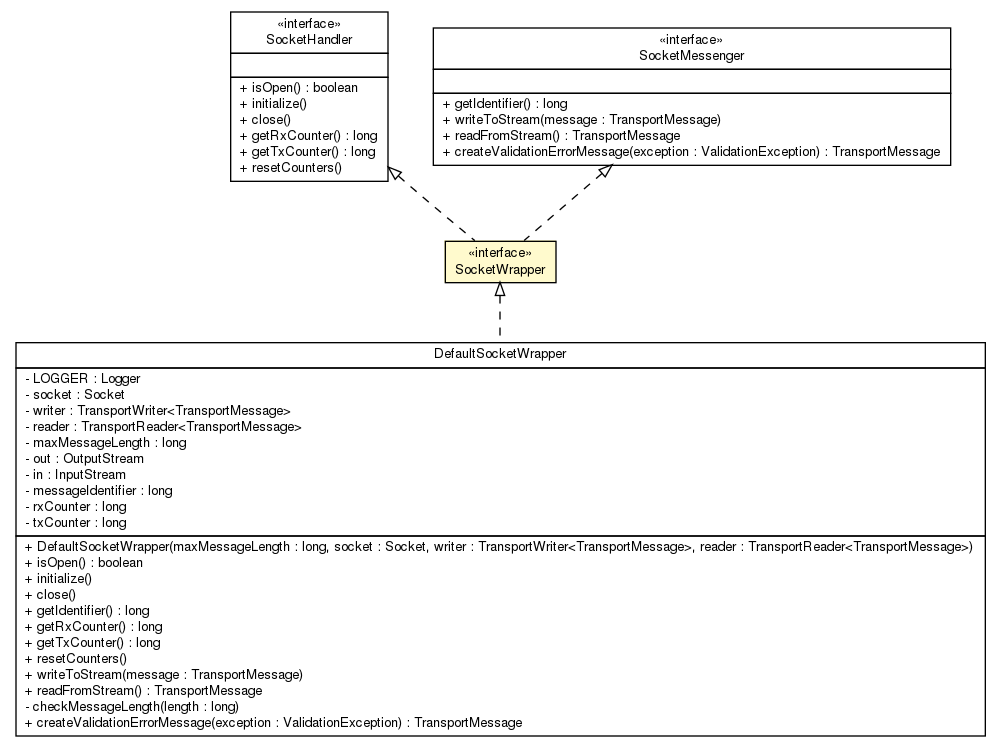 «interface»
SocketHandler
+ isOpen() : boolean
+ initialize()
+ close()
+ getRxCounter() : long
+ getTxCounter() : long
+ resetCounters()
«interface»
SocketMessenger
+ getIdentifier() : long
+ writeToStream(message : TransportMessage)
+ readFromStream() : TransportMessage
+ createValidationErrorMessage(exception : ValidationException) : TransportMessage
«interface»
SocketWrapper
DefaultSocketWrapper
- LOGGER : Logger
- socket : Socket
- writer : TransportWriter<TransportMessage>
- reader : TransportReader<TransportMessage>
- maxMessageLength : long
- out : OutputStream
- in : InputStream
- messageIdentifier : long
- rxCounter : long
- txCounter : long
+ DefaultSocketWrapper(maxMessageLength : long, socket : Socket, writer : TransportWriter<TransportMessage>, reader : TransportReader<TransportMessage>)
+ isOpen() : boolean
+ initialize()
+ close()
+ getIdentifier() : long
+ getRxCounter() : long
+ getTxCounter() : long
+ resetCounters()
+ writeToStream(message : TransportMessage)
+ readFromStream() : TransportMessage
- checkMessageLength(length : long)
+ createValidationErrorMessage(exception : ValidationException) : TransportMessage